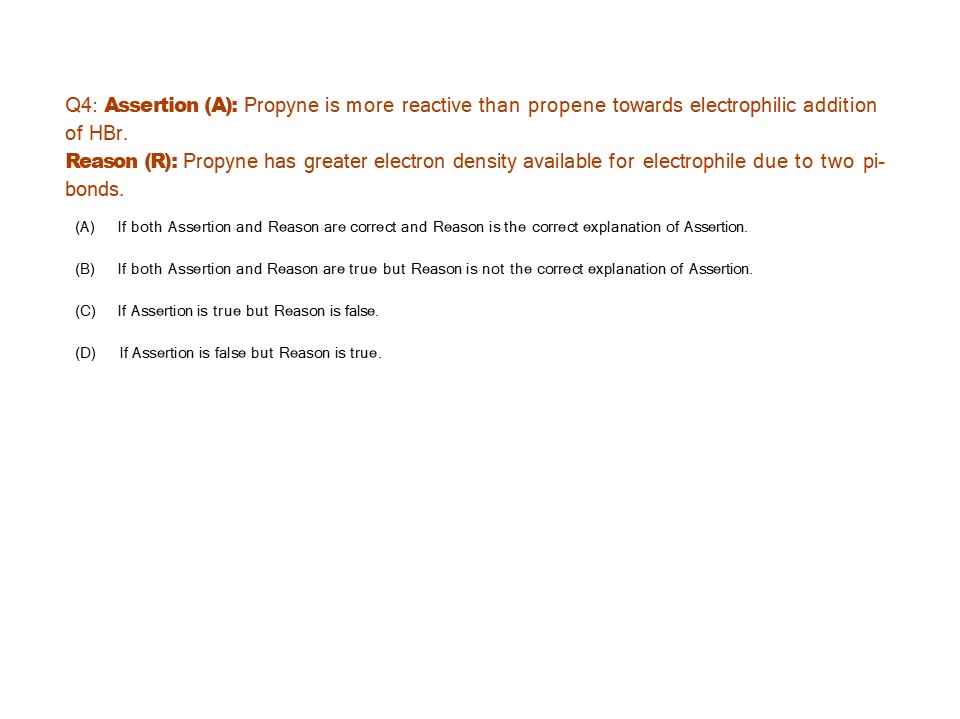 Q4: Assertion (A): Propyne is more reactive than propene towards electrophilic addition
of HBr.
Reason (R): Propyne has greater electron density available for electrophile due to two pi-
bonds.
(A) If both Assertion and Reason are correct and Reason is the correct explanation of Assertion.
(B) If both Assertion and Reason are true but Reason is not the correct explanation of Assertion.
(C) If Assertion is true but Reason is false.
(D) If Assertion is false but Reason is true.